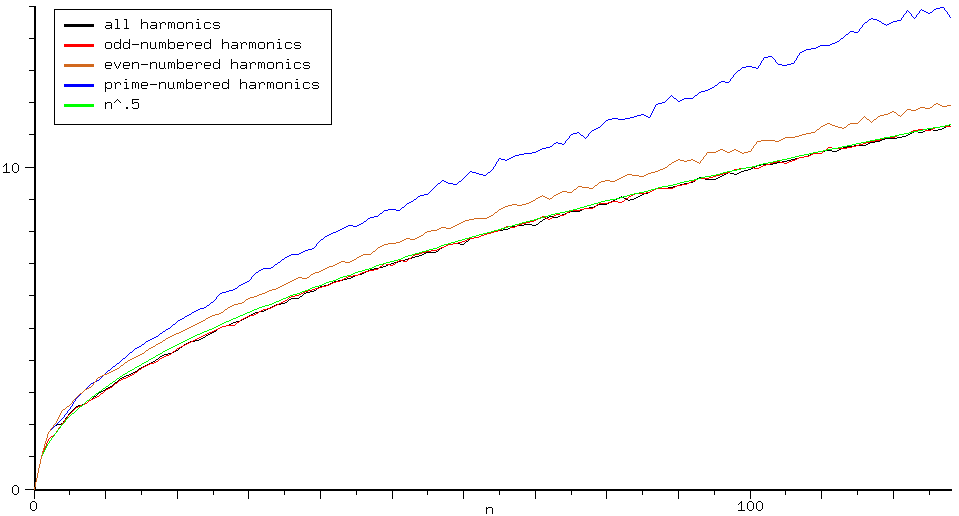 all harmonics
odd-numbered harmonics
even-numbered harmonics
prime-numbered harmonics
n^.5
10
0
0
n
100